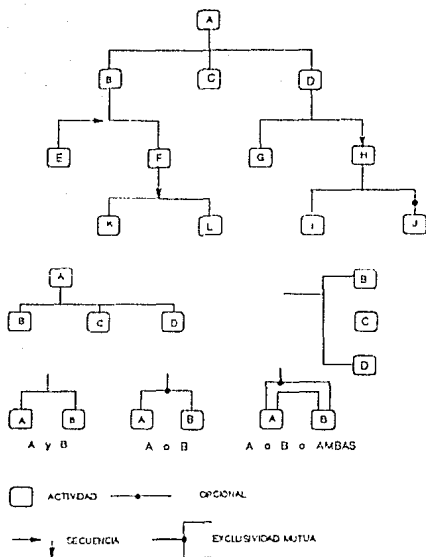 A
B C D
E F G H
K L I J
A
B C D
B
C
D
A B
A B
A B
A y B
A o B
A o B o AMBAS
ACTIVIDAD
OPCIONAL
SECUENCIA
EXCLUSIVIDAD MUTUA